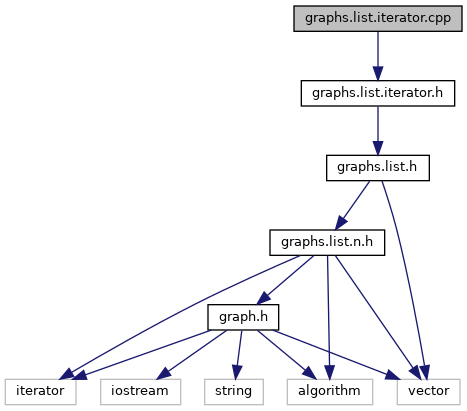 graphs.list.iterator.cpp
graphs.list.iterator.h
graphs.list.h
graphs.list.n.h
graph.h
iterator
iostream
string
algorithm
vector